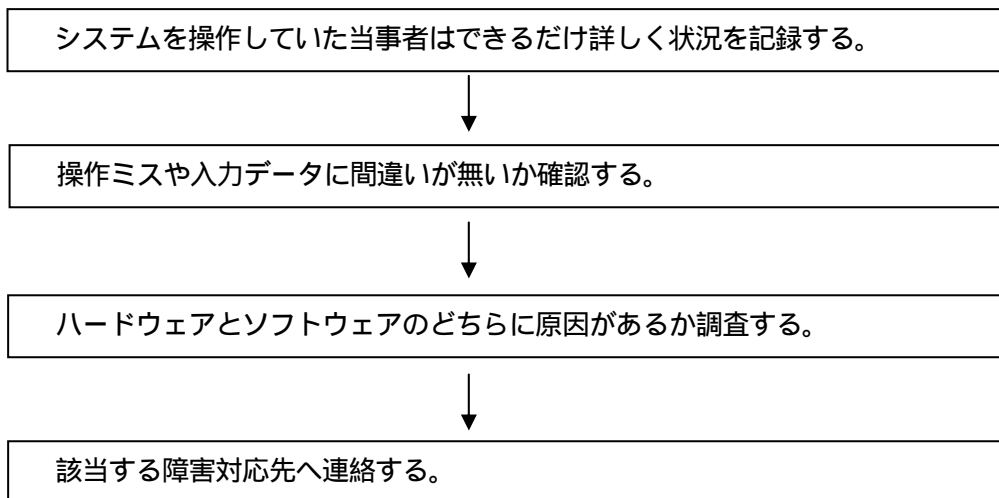 システムを操作していた当事者はできるだけ詳しく状況を記録する。
操作ミスや入力データに間違いが無いか確認する。
ハードウェアとソフトウェアのどちらに原因があるか調査する。
該当する障害対応先へ連絡する。